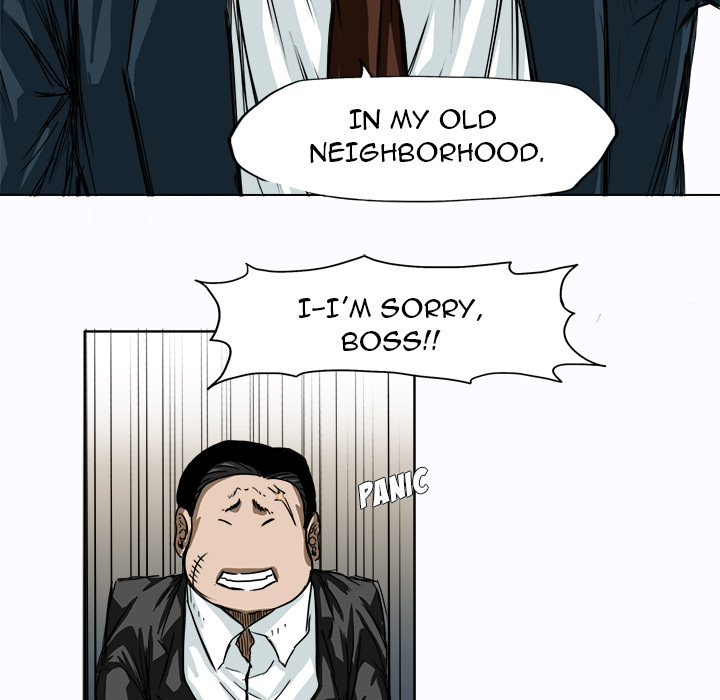 IN MY OLD
NEIGHBORHOOD.
I-I'M SORRY,
BOSS!!
PANIC